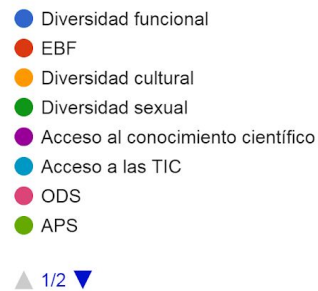 Diversidad funcional
EBF
Diversidad cultural
Diversidad sexual
Acceso al conocimiento científico
Acceso a las TIC
ODS
APS
1/2